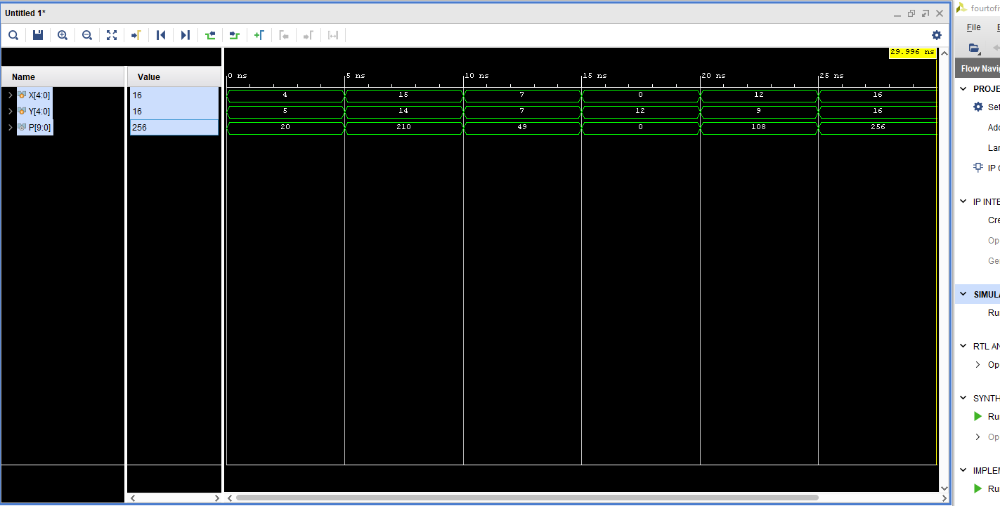 Untitled 1*
29.996 ns
Name Value
0 ns 5 ns 10 ns 15 ns 20 ns 25 ns
X[4:0] 16 4 15 7 0 12 16
Y[4:0] 16 5 14 7 12 9 16
P[9:0] 256 20 210 49 0 108 256
fourtofi
File
Flow Navi
PROJE
Set
Add
Lan
IP
IP INTE
Cre
Op
Ge
SIMUL
Ru
RTL AN
Op
SYNTH
Ru
Op
IMPLE
Ru